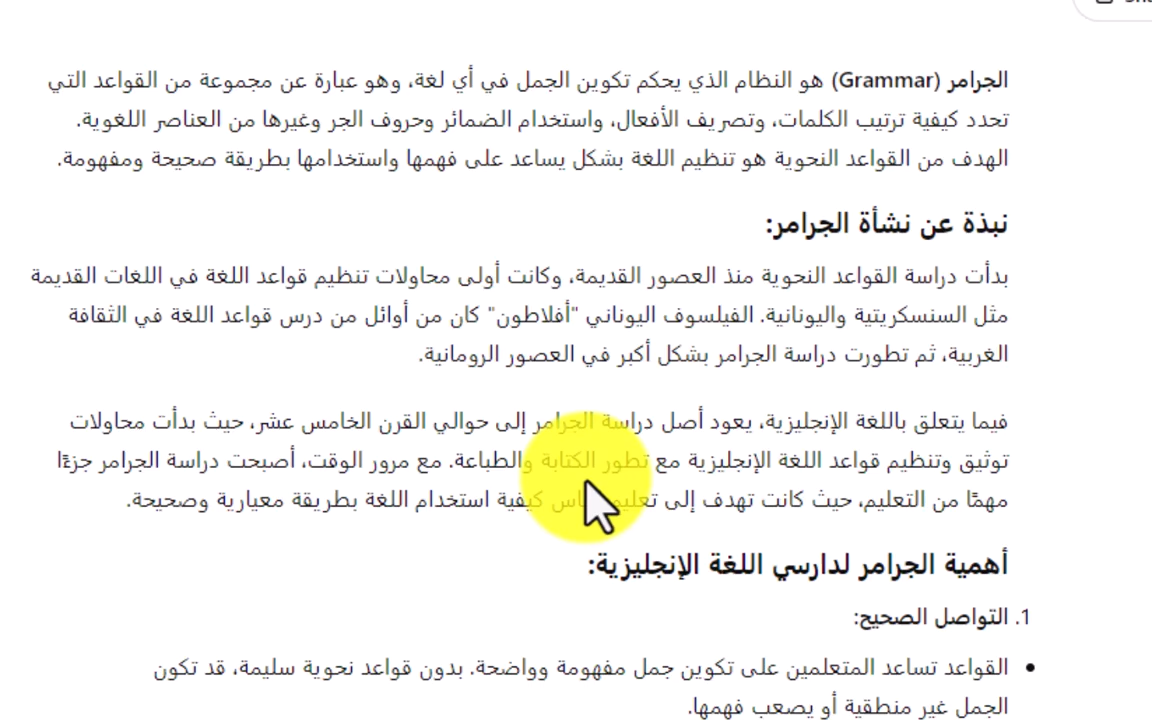 الجرامر (Grammar) هو النظام الذي يحكم تكوين الجمل في أي لغة، وهو عبارة عن مجموعة من القواعد التي
تحدد كيفية ترتيب الكلمات، وتصريف الأفعال، واستخدام الضمائر وحروف الجر وغيرها من العناصر اللغوية.
الهدف من القواعد النحوية هو تنظيم اللغة بشكل يساعد على فهمها واستخدامها بطريقة صحيحة ومفهومة.
نبذة عن نشأة الجرامر:
بدأت دراسة القواعد النحوية منذ العصور القديمة، وكانت أولى محاولات تنظيم قواعد اللغة في اللغات القديمة
مثل السنسكريتية واليونانية. الفيلسوف اليوناني "أفلاطون" كان من أوائل من درس قواعد اللغة في الثقافة
الغربية، ثم تطورت دراسة الجرامر بشكل أكبر في العصور الرومانية.
فيما يتعلق باللغة الإنجليزية، يعود أصل دراسة الجرامر إلى حوالي القرن الخامس عشر، حيث بدأت محاولات
توثيق وتنظيم قواعد اللغة الإنجليزية مع تطور الكتابة والطباعة. مع مرور الوقت، أصبحت دراسة الجرامر جزءًا
مهمًا من التعليم، حيث كانت تهدف إلى كيفية استخدام اللغة بطريقة معيارية وصحيحة.
أهمية الجرامر لدارسي اللغة الإنجليزية:
1. التواصل الصحيح:
• القواعد تساعد المتعلمين على تكوين جمل مفهومة وواضحة. بدون قواعد نحوية سليمة، قد تكون
الجمل غير منطقية أو يصعب فهمها.